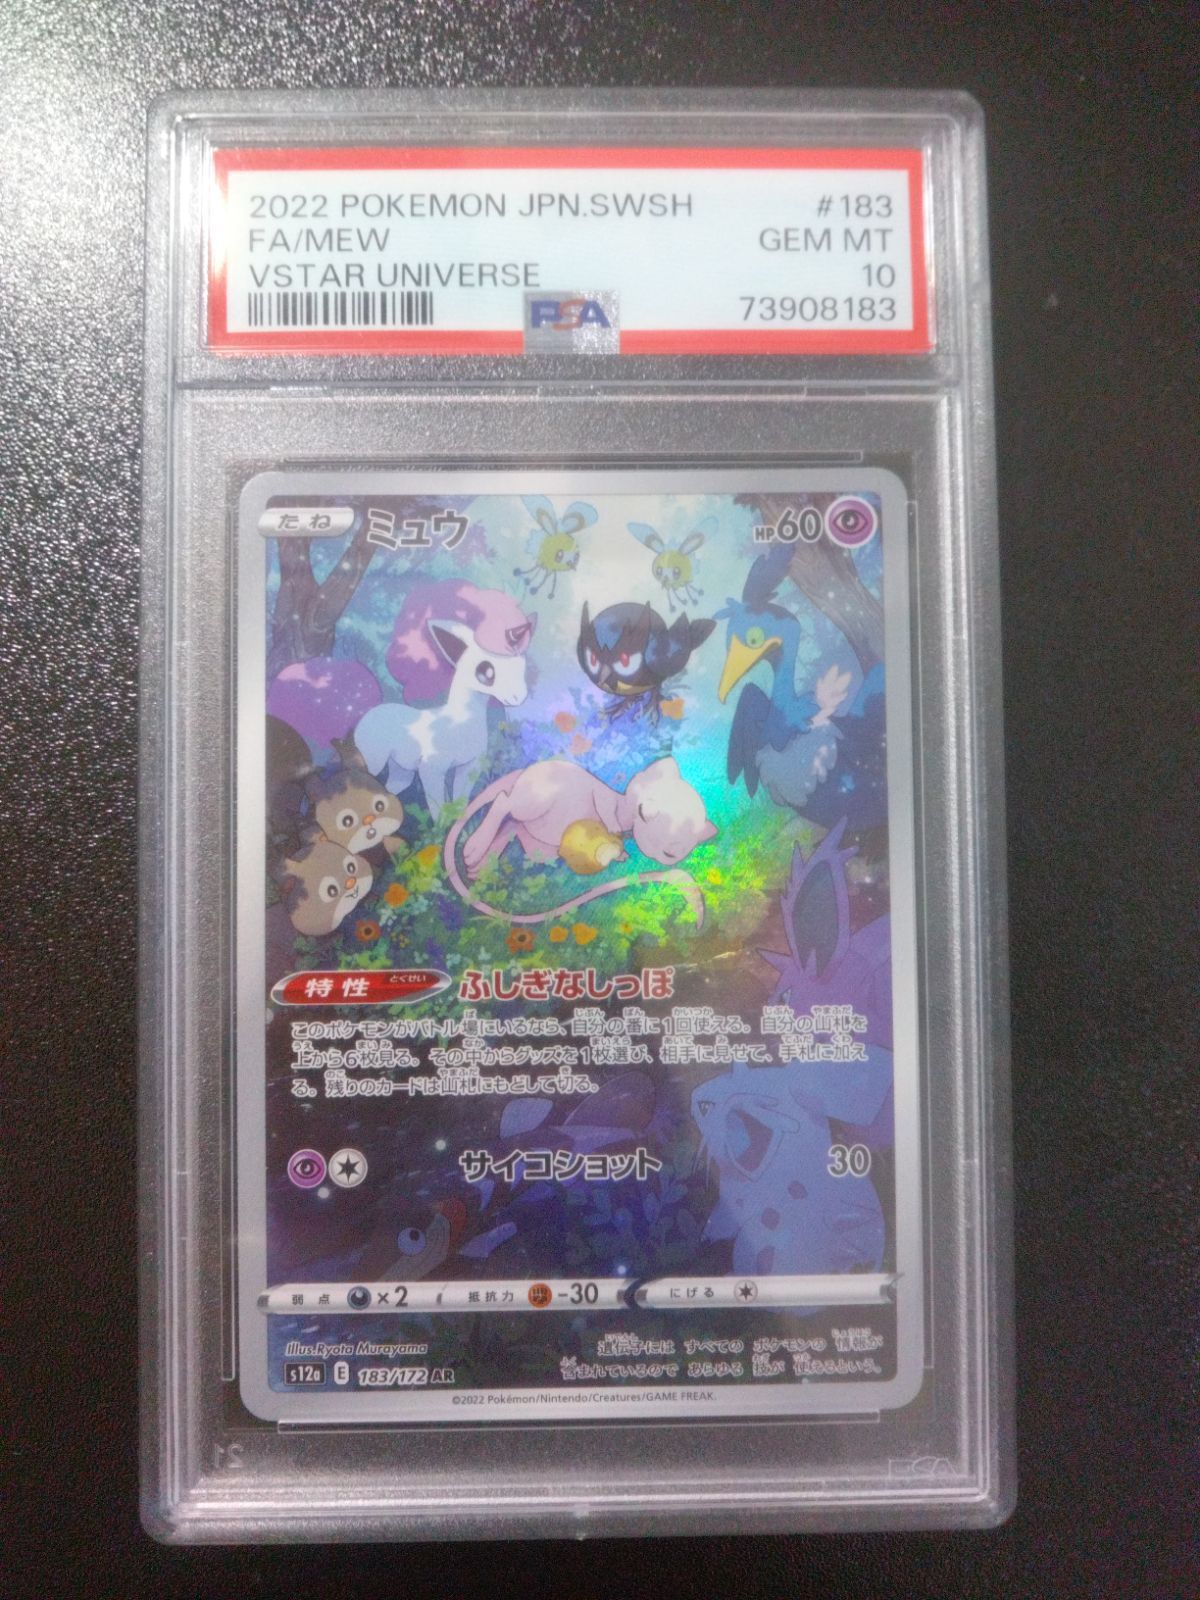 2022 POKEMON JPN.SWSH #183
FA/MEW GEM MT
VSTAR UNIVERSE 10
PSA 73908183
たね ミュウ HP60
特性 とくせい ふしぎなしっぽ
このポケモンがバトル場にいるなら、自分の番に1回使える。自分の山札を
上から6枚見る。その中からグッズを1枚選び、相手に見せて、手札に加え
る。残りのカードは山札にもどして切る。
サイコショット 30
弱点 ×2 抵抗力 -30 にげる
Illus.Ryota Murayama
遺伝子には すべての ポケモンの 情報が
含まれているので あらゆる 技が 使えるという。
s12a E 183/172 AR
©2022 Pokémon/Nintendo/Creatures/GAME FREAK.
PSA